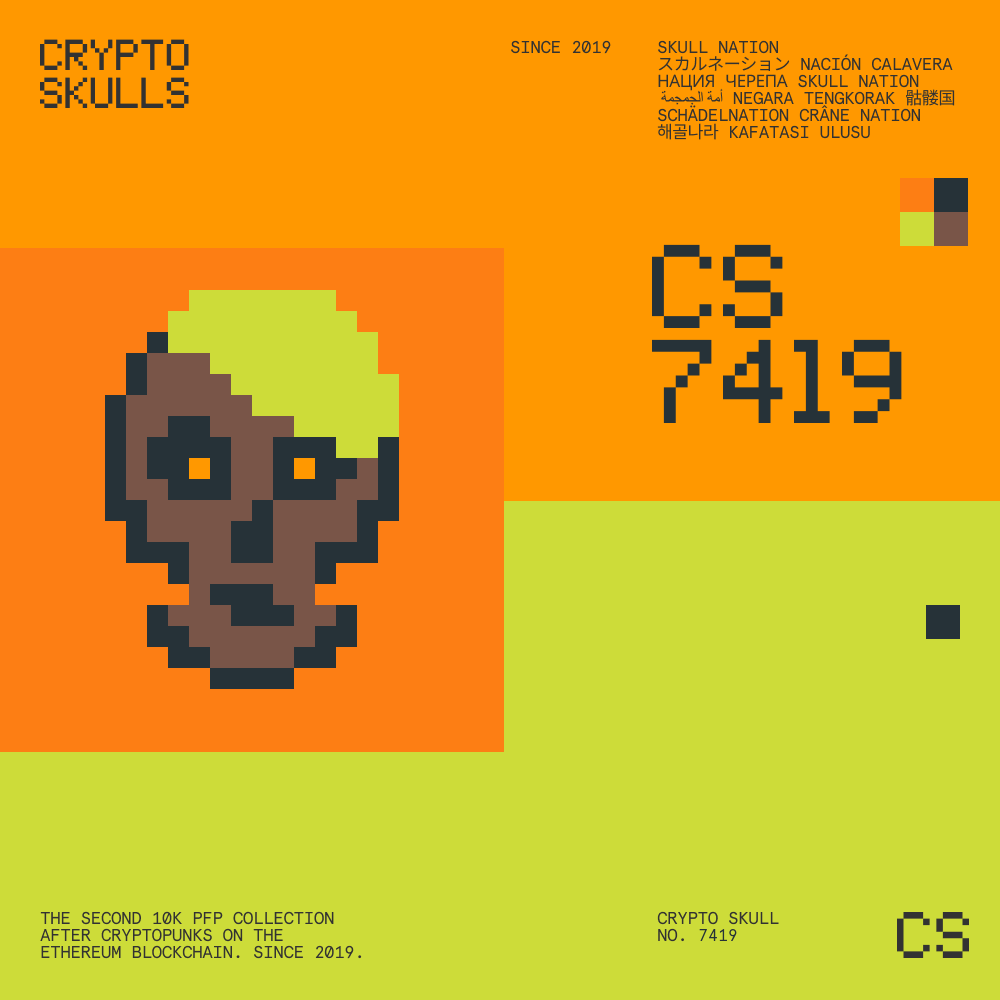 CRYPTO
SKULLS
SINCE 2019
SKULL NATION
スカルネーション NACIÓN CALAVERA
НАЦИЯ ЧЕРЕПА SKULL NATION
أمة الجمجمة NEGARA TENGKORAK 骷髅国
SCHÄDELNATION CRÂNE NATION
해골나라 KAFATASI ULUSU
CS
7419
THE SECOND 10K PFP COLLECTION
AFTER CRYPTOPUNKS ON THE
ETHEREUM BLOCKCHAIN. SINCE 2019.
CRYPTO SKULL
NO. 7419
CS